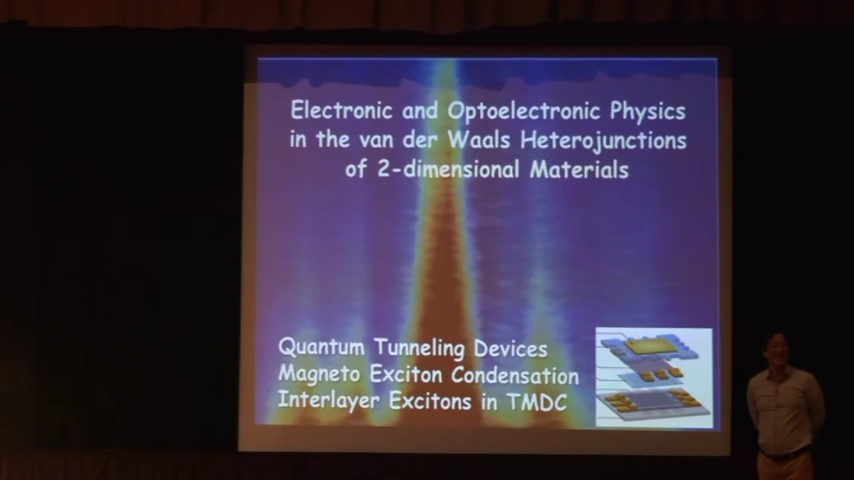 Electronic and Optoelectronic Physics
in the van der Waals Heterojunctions
of 2-dimensional Materials
Quantum Tunneling Devices
Magneto Exciton Condensation
Interlayer Excitons in TMDC